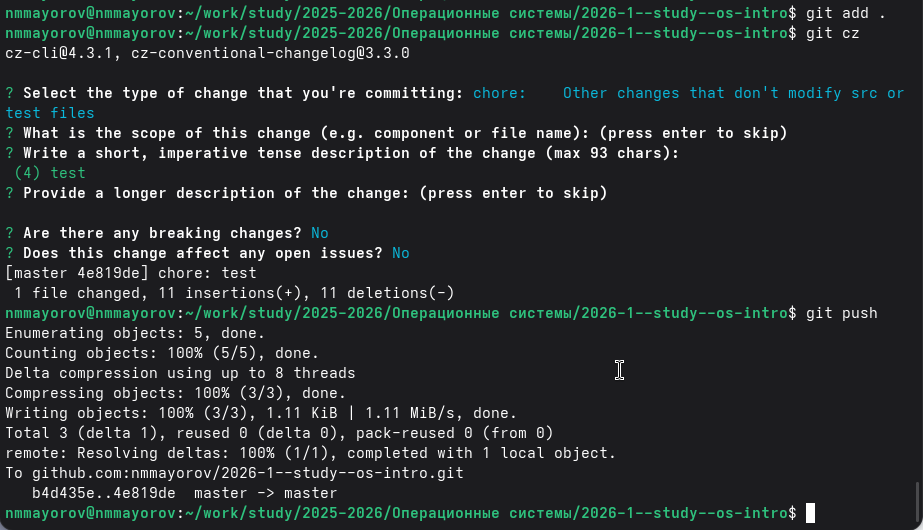 nmmayorov@nmmayorov:~/work/study/2025-2026/Операционные системы/2026-1--study--os-intro$ git add .
nmmayorov@nmmayorov:~/work/study/2025-2026/Операционные системы/2026-1--study--os-intro$ git cz
cz-cli@4.3.1, cz-conventional-changelog@3.3.0
? Select the type of change that you're committing: chore:    Other changes that don't modify src or
test files
? What is the scope of this change (e.g. component or file name): (press enter to skip)
? Write a short, imperative tense description of the change (max 93 chars):
 (4) test
? Provide a longer description of the change: (press enter to skip)
? Are there any breaking changes? No
? Does this change affect any open issues? No
[master 4e819de] chore: test
 1 file changed, 11 insertions(+), 11 deletions(-)
nmmayorov@nmmayorov:~/work/study/2025-2026/Операционные системы/2026-1--study--os-intro$ git push
Enumerating objects: 5, done.
Counting objects: 100% (5/5), done.
Delta compression using up to 8 threads
Compressing objects: 100% (3/3), done.
Writing objects: 100% (3/3), 1.11 KiB | 1.11 MiB/s, done.
Total 3 (delta 1), reused 0 (delta 0), pack-reused 0 (from 0)
remote: Resolving deltas: 100% (1/1), completed with 1 local object.
To github.com:nmmayorov/2026-1--study--os-intro.git
   b4d435e..4e819de  master -> master
nmmayorov@nmmayorov:~/work/study/2025-2026/Операционные системы/2026-1--study--os-intro$